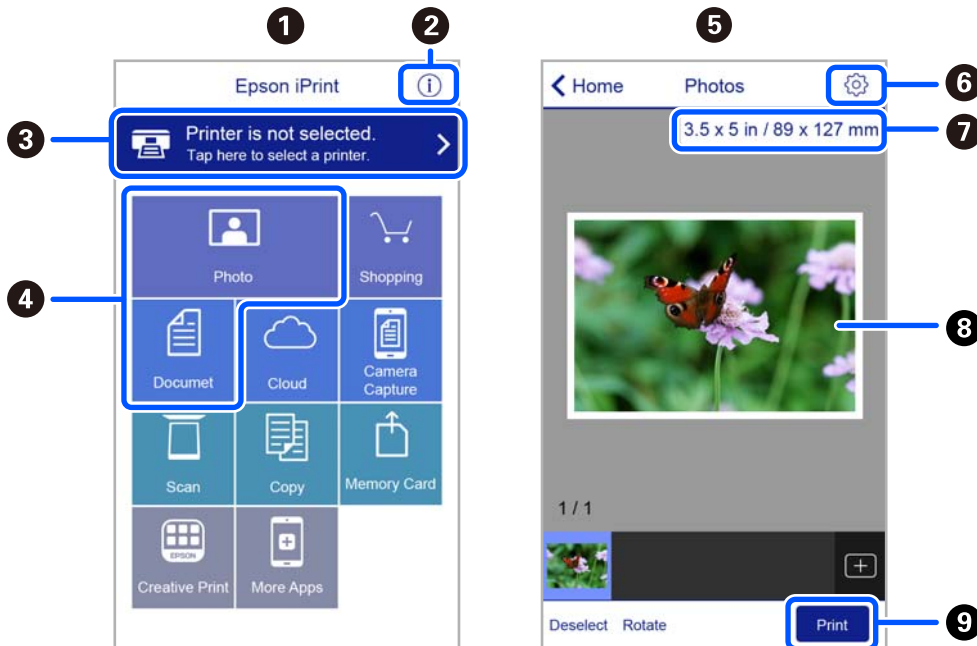 1
2
Epson iPrint
3
Printer is not selected.
Tap here to select a printer.
4
Photo
Shopping
Documet
Cloud
Camera
Capture
Scan
Copy
Memory Card
EPSON
Creative Print
More Apps
5
6
Home
Photos
7
3.5 x 5 in / 89 x 127 mm
8
1 / 1
Deselect Rotate
Print
9